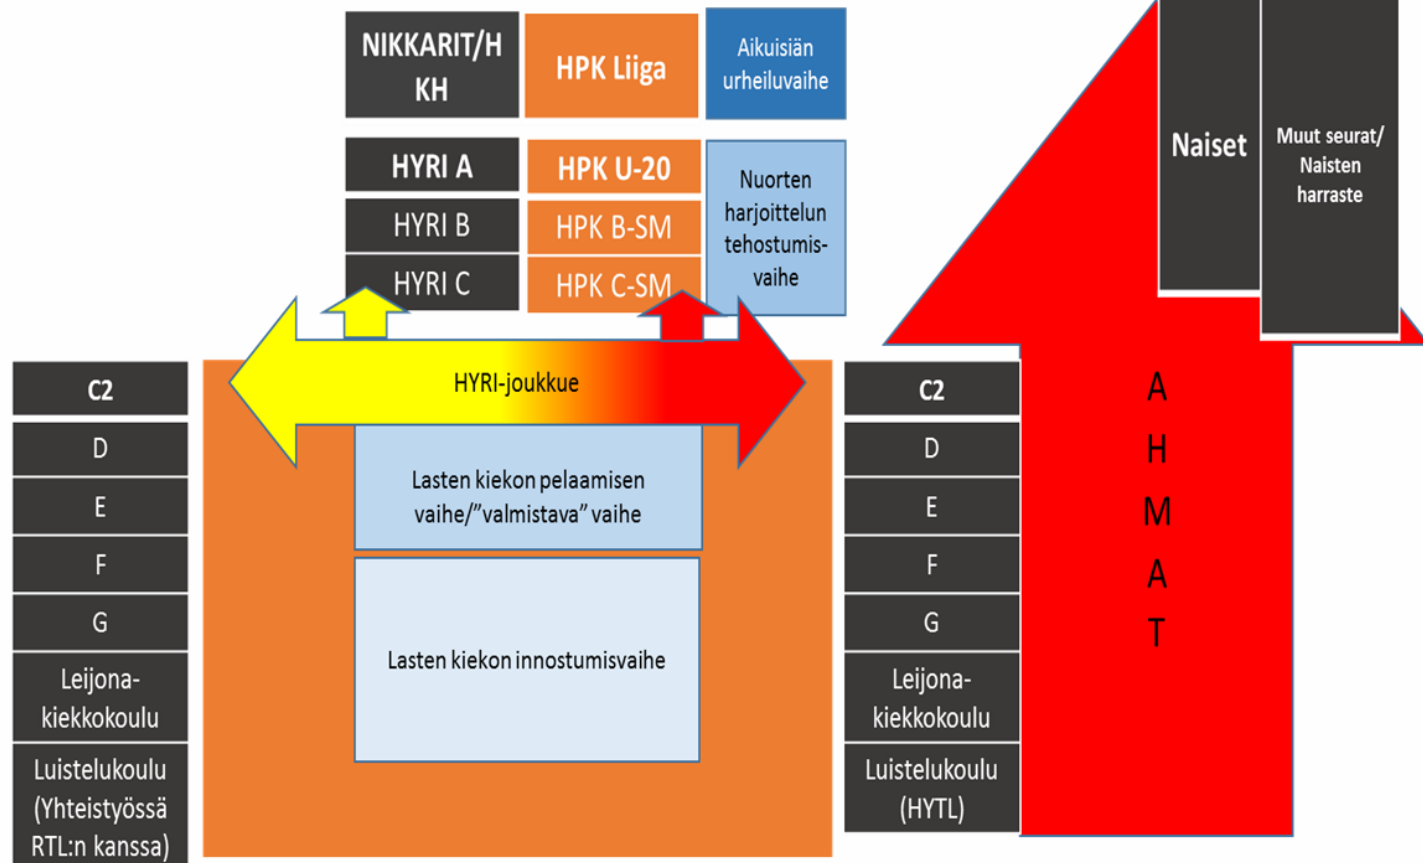 NIKKARIT/H
KH
HPK Liiga
Aikuisiän
urheiluvaihe
HYRI A
HPK U-20
HYRI B
HPK B-SM
HYRI C
HPK C-SM
Nuorten
harjoittelun
tehostumis-
vaihe
Naiset
Muut seurat/
Naisten
harraste
C2
D
E
F
G
Leijona-
kiekkokoulu
Luistelukoulu
(Yhteistyössä
RTL:n kanssa)
HYRI-joukkue
Lasten kiekon pelaamisen
vaihe/”valmistava” vaihe
Lasten kiekon innostumisvaihe
C2
D
E
F
G
Leijona-
kiekkokoulu
Luistelukoulu
(HYTL)
A
H
M
A
T